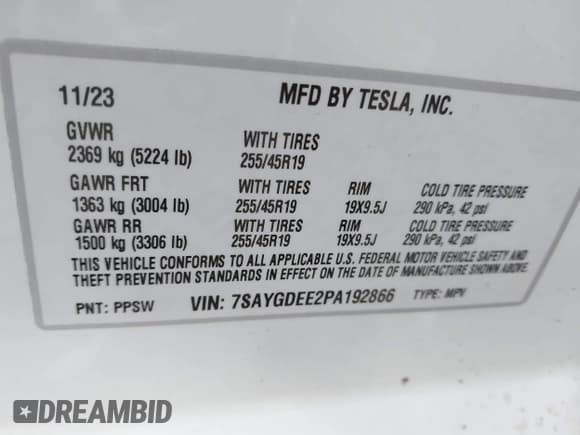 11/23 MFD BY TESLA, INC.
GVWR WITH TIRES
2369 kg (5224 lb) 255/45R19
GAWR FRT WITH TIRES RIM COLD TIRE PRESSURE
1363 kg (3004 lb) 255/45R19 19X9.5J 290 kPa, 42 psi
GAWR RR WITH TIRES RIM COLD TIRE PRESSURE
1500 kg (3306 lb) 255/45R19 19X9.5J 290 kPa, 42 psi
THIS VEHICLE CONFORMS TO ALL APPLICABLE U.S. FEDERAL MOTOR VEHICLE SAFETY AND
THEFT PREVENTION STANDARDS IN EFFECT ON THE DATE OF MANUFACTURE SHOWN ABOVE.
PNT: PPSW VIN: 7SAYGDEE2PA192866 TYPE: MPV
DREAMBID